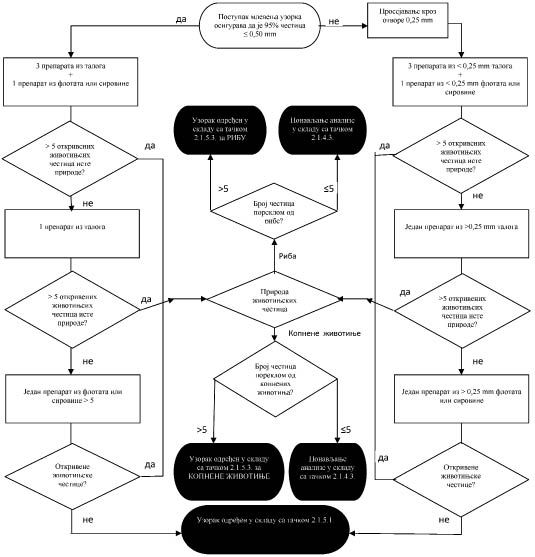 да
Поступак млевења узорка
осигурава да је 95% честица
≤ 0,50 mm
не
Просејавање кроз
отворе 0,25 mm
3 препарата из талога
+
1 препарат из флотата или сировине
3 препарата из < 0,25 mm талога
+
1 препарат из < 0,25 mm флотата
или сировине
Узорак одређен у
складу са тачком
2.1.5.3. за РИБУ
Понављање анализе
у складу са тачком
2.1.4.3.
> 5 откривених
животињских
честица исте
природе?
да
не
да
> 5 откривених
животињских
честица исте
природе?
не
>5
≤5
Број честица
пореклом од
рибе?
1 препарат из талога
Један препарат из >0,25 mm талога
Риба
> 5 откривених
животињских
честица исте
природе?
да
не
Природа
животињских
честица
да
>5 откривених
животињских
честица исте
природе?
не
Копнене животиње
Број честица
пореклом од
копнених
животиња?
Један препарат из флотата или
сировине > 5
Један препарат из > 0,25 mm флотата
или сировине
>5
≤5
Откривене
животињске
честице?
да
не
Узорак одређен у складу
са тачком 2.1.5.3. за
КОПНЕНЕ ЖИВОТИЊЕ
Понављање
анализе у складу
са тачком 2.1.4.3.
да
Откривене
животињске
честице?
не
Узорак одређен у складу са тачком 2.1.5.1